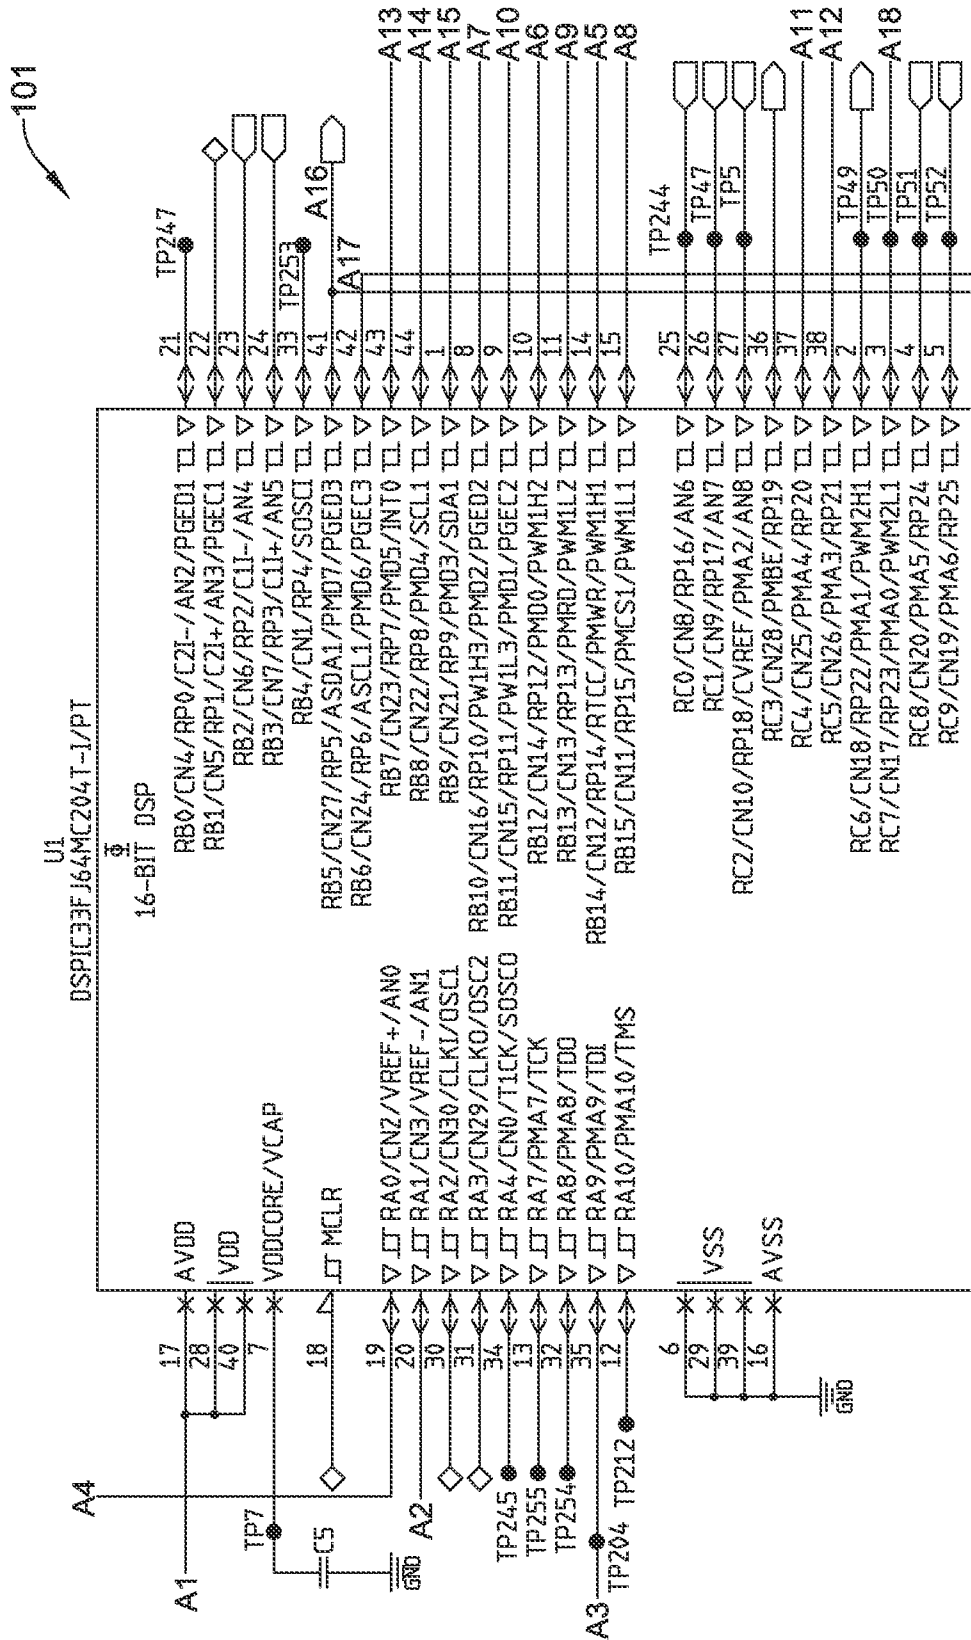 101
U1
DSPIC33FJ64MC204T-I/PT
Φ
16-BIT DSP
A1
A4
17 AVDD
28
40
VDD
TP7
7 VDDCORE/VCAP
C5
GND
18 MCLR
19 RA0/CN2/VREF+/AN0
A2
20 RA1/CN3/VREF-/AN1
30 RA2/CN30/CLKI/OSC1
31 RA3/CN29/CLKO/OSC2
TP245
34 RA4/CN0/T1CK/SOSCO
TP255
13 RA7/PMA7/TCK
TP254
32 RA8/PMA8/TDO
A3
TP204
35 RA9/PMA9/TDI
TP212
12 RA10/PMA10/TMS
6
29
39
VSS
16 AVSS
GND
RB0/CN4/RP0/C2I-/AN2/PGED1 21 TP247
RB1/CN5/RP1/C2I+/AN3/PGEC1 22
RB2/CN6/RP2/C1I-/AN4 23
RB3/CN7/RP3/C1I+/AN5 24
RB4/CN1/RP4/SOSCI 33 TP253
RB5/CN27/RP5/ASDA1/PMD7/PGED3 41 A16
RB6/CN24/RP6/ASCL1/PMD6/PGEC3 42 A17
RB7/CN23/RP7/PMD5/INT0 43 A13
RB8/CN22/RP8/PMD4/SCL1 44 A14
RB9/CN21/RP9/PMD3/SDA1 1 A15
RB10/CN16/RP10/PW1H3/PMD2/PGED2 8 A7
RB11/CN15/RP11/PW1L3/PMD1/PGEC2 9 A10
RB12/CN14/RP12/PMD0/PWM1H2 10 A6
RB13/CN13/RP13/PMRD/PWM1L2 11 A9
RB14/CN12/RP14/RTCC/PMWR/PWM1H1 14 A5
RB15/CN11/RP15/PMCS1/PWM1L1 15 A8
RC0/CN8/RP16/AN6 25 TP244
RC1/CN9/RP17/AN7 26 TP47
RC2/CN10/RP18/CVREF/PMA2/AN8 27 TP5
RC3/CN28/PMBE/RP19 36
RC4/CN25/PMA4/RP20 37 A11
RC5/CN26/PMA3/RP21 38 A12
RC6/CN18/RP22/PMA1/PWM2H1 2 TP49
RC7/CN17/RP23/PMA0/PWM2L1 3 TP50 A18
RC8/CN20/PMA5/RP24 4 TP51
RC9/CN19/PMA6/RP25 5 TP52